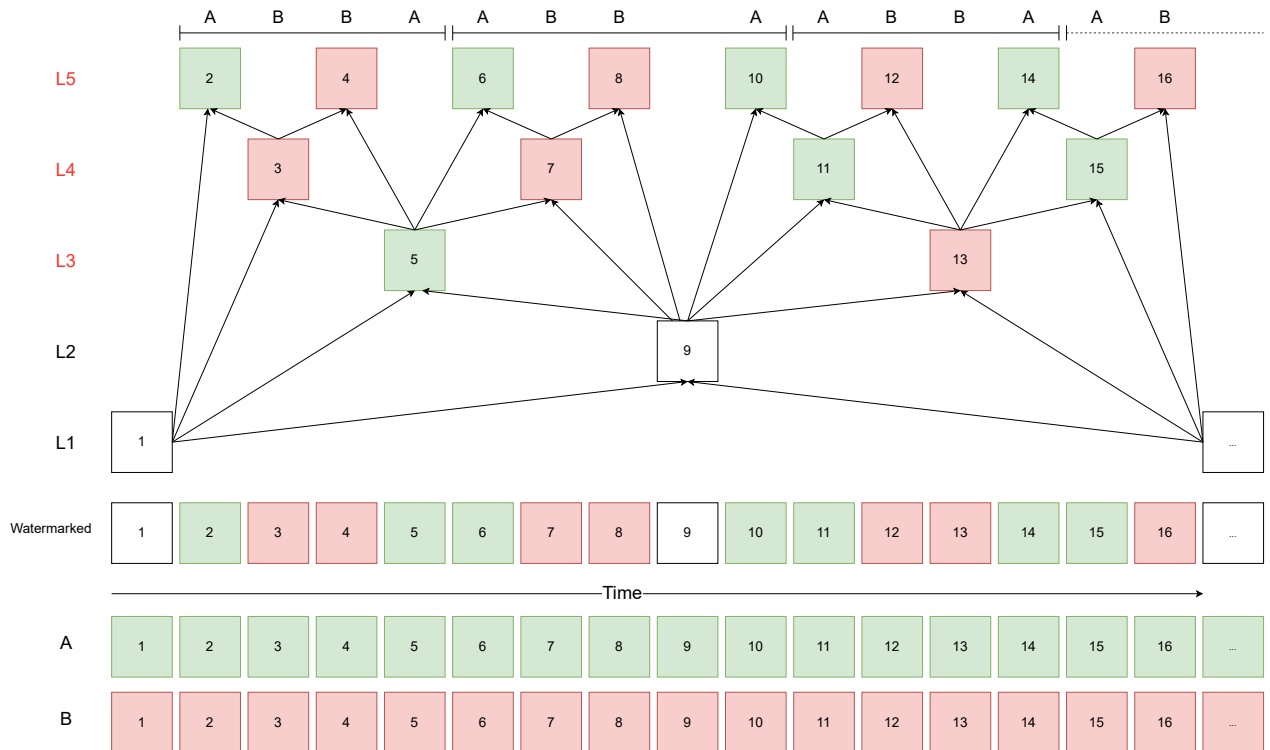 A B B A A B B A A B B A A B
L5 2 4 6 8 10 12 14 16
L4 3 7 11 15
L3 5 13
L2 9
L1 1 ...
Watermarked 1 2 3 4 5 6 7 8 9 10 11 12 13 14 15 16 ...
Time
A 1 2 3 4 5 6 7 8 9 10 11 12 13 14 15 16 ...
B 1 2 3 4 5 6 7 8 9 10 11 12 13 14 15 16 ...